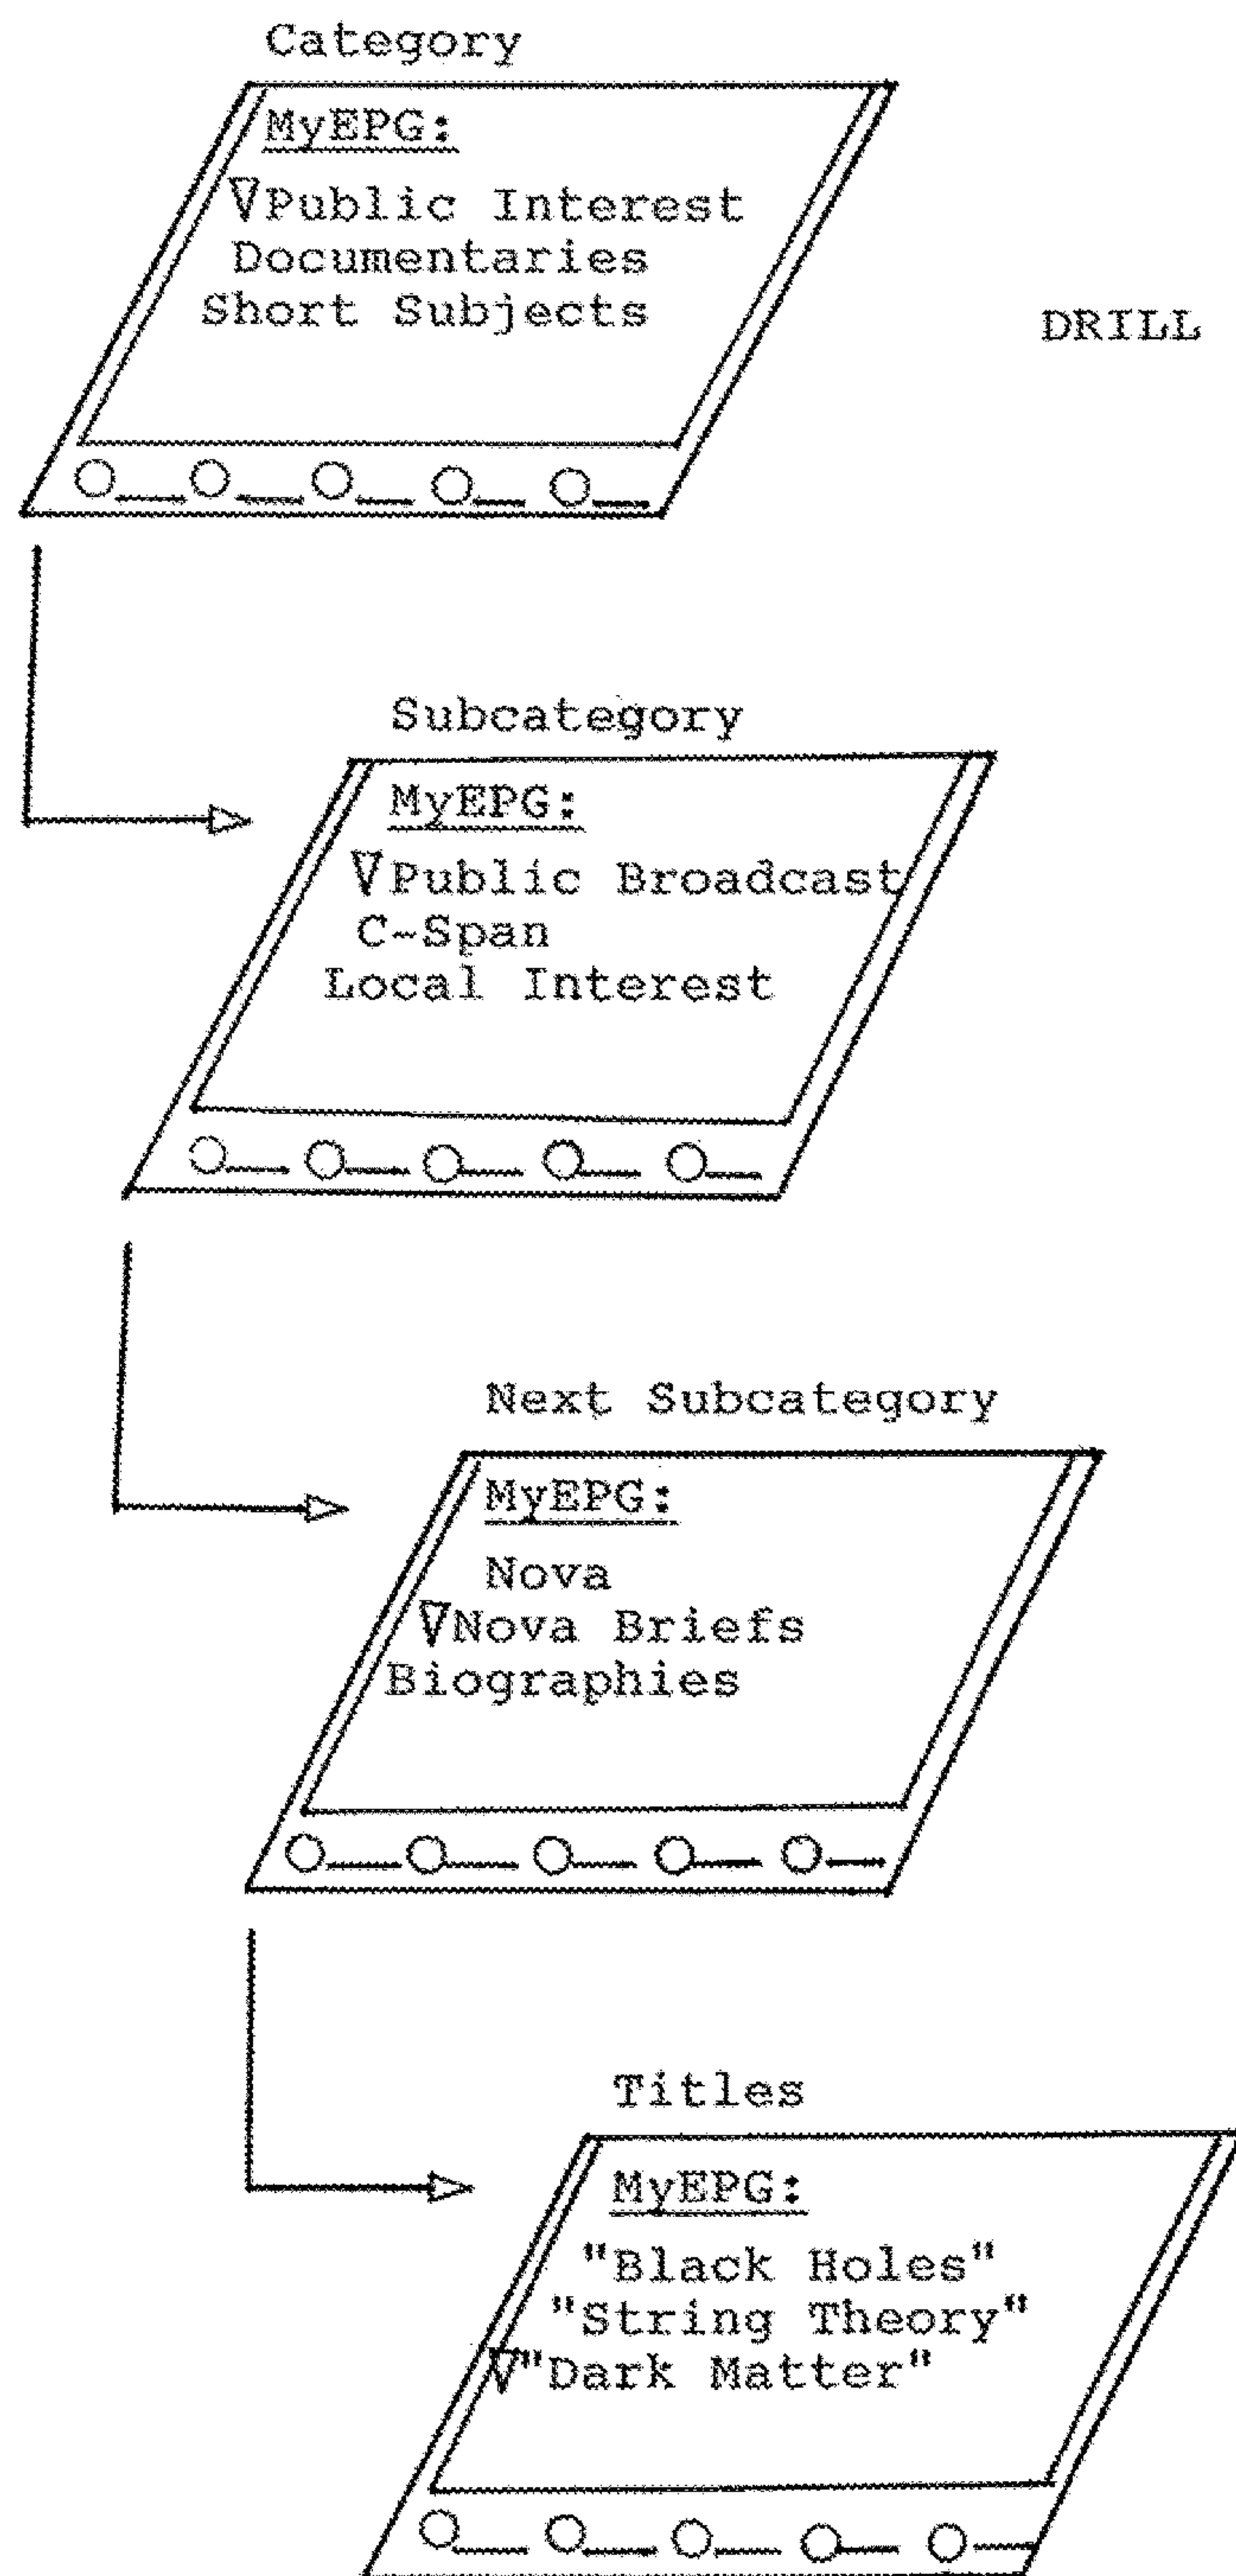 Category
MyEPG:
∇Public Interest
Documentaries
Short Subjects
DRILL
Subcategory
MyEPG:
∇Public Broadcast
C-Span
Local Interest
Next Subcategory
MyEPG:
Nova
∇Nova Briefs
Biographies
Titles
MyEPG:
"Black Holes"
"String Theory"
∇"Dark Matter"